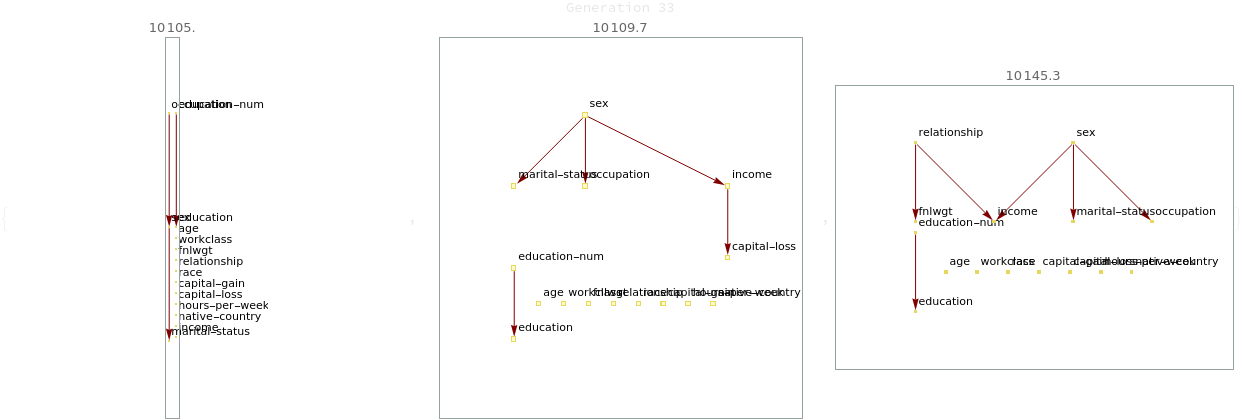 Generation 33
10105.
occupation
education-num
sex
education
age
workclass
fnlwgt
relationship
race
capital-gain
capital-loss
hours-per-week
native-country
income
marital-status
10109.7
sex
marital-status
occupation
income
capital-loss
education-num
age
workclass
fnlwgt
relationship
race
capital-gain
hours-per-week
native-country
education
10145.3
relationship
sex
fnlwgt
income
marital-status
occupation
education-num
age
workclass
race
capital-gain
capital-loss
hours-per-week
native-country
education